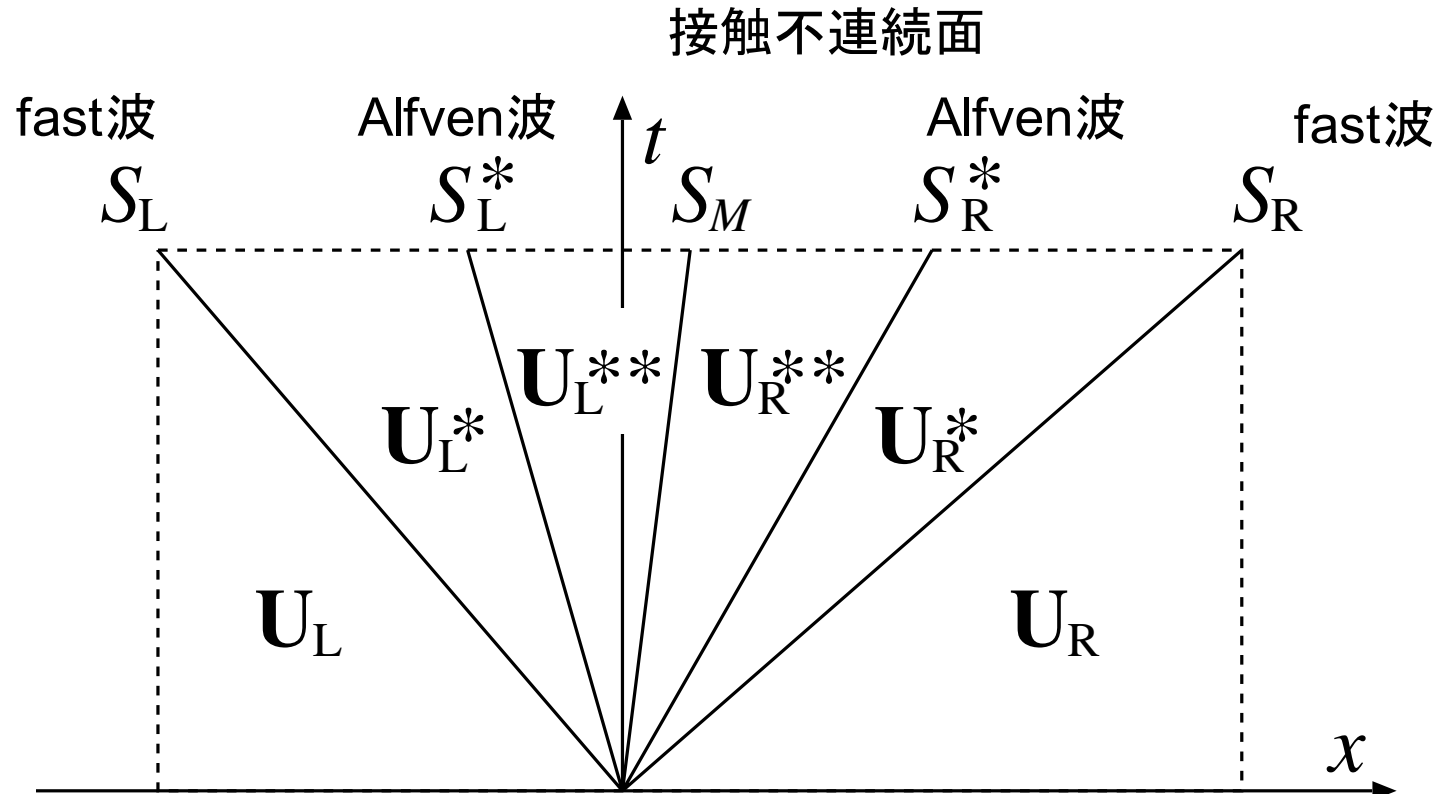 接触不連続面
fast波 Alfven波 Alfven波 fast波
t
S_L S_L^* S_M S_R^* S_R
U_L^** U_R^**
U_L^* U_R^*
U_L U_R
x